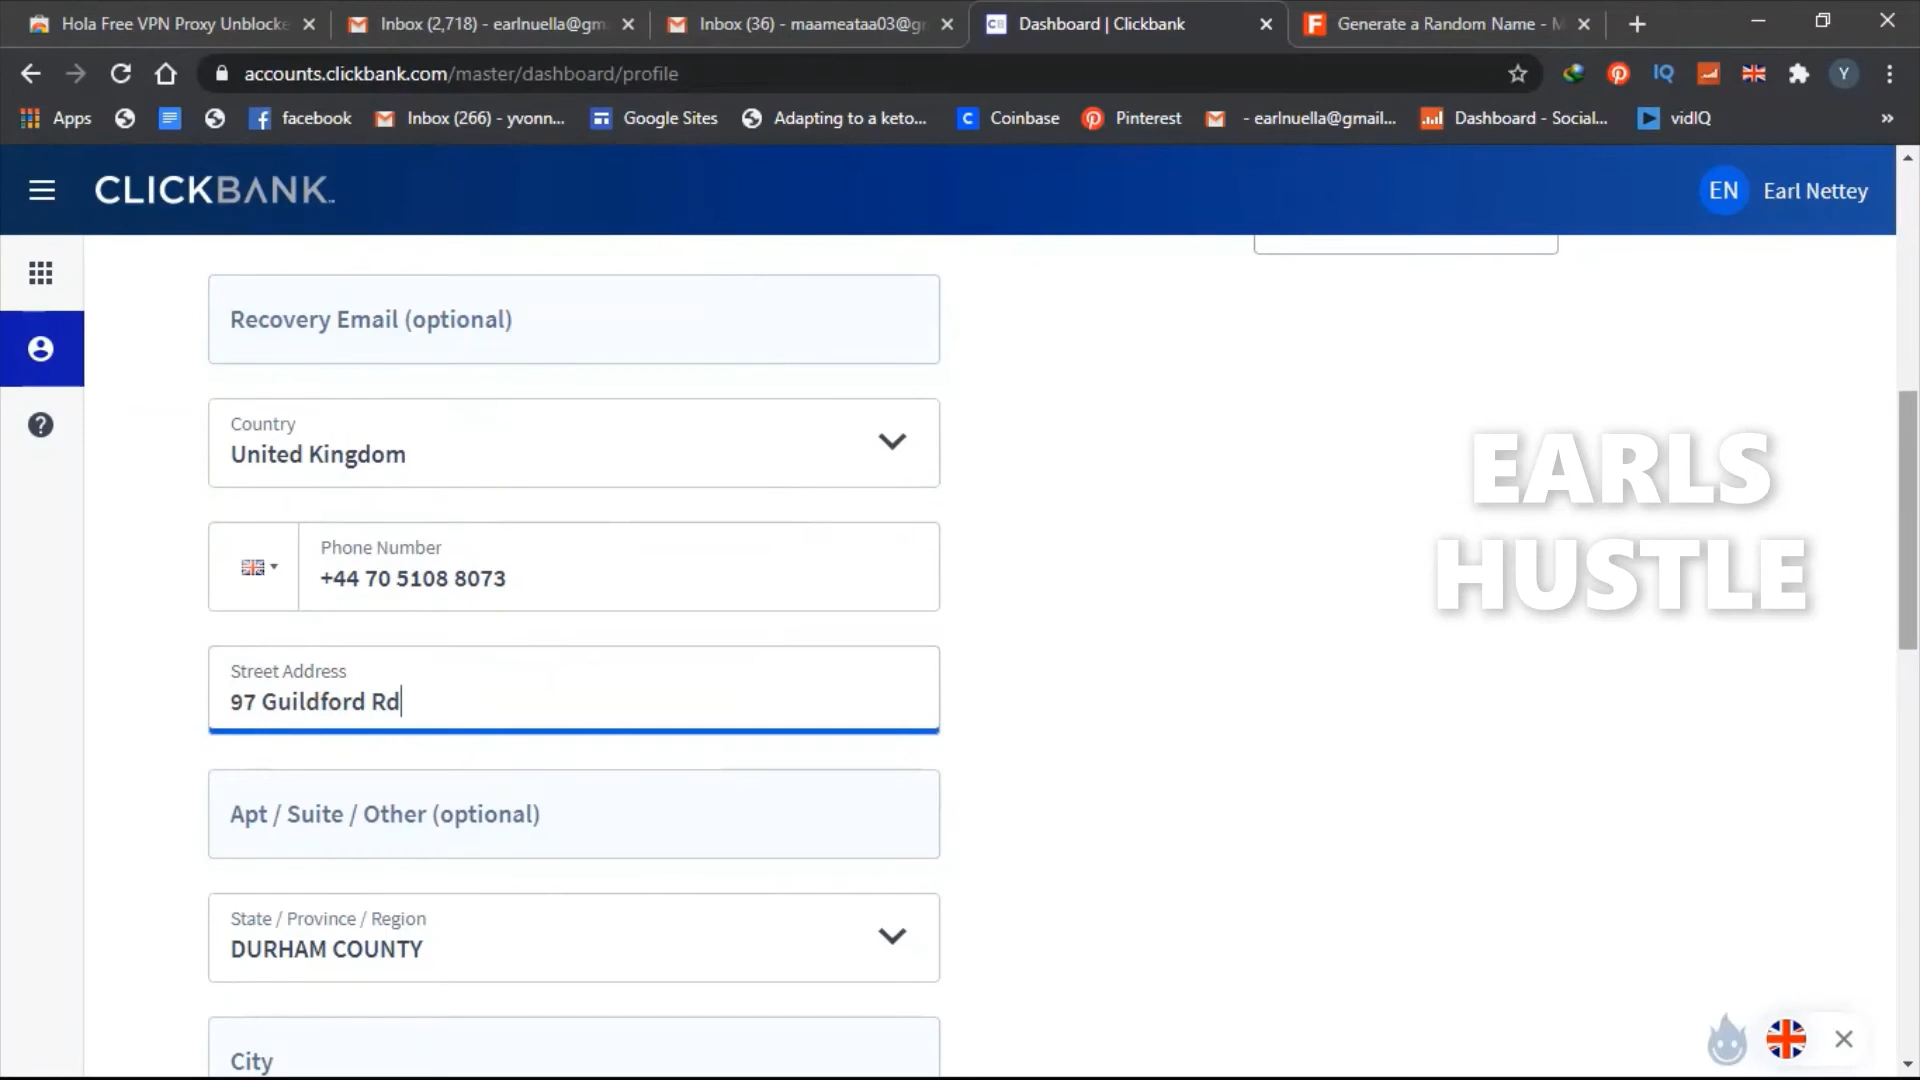 Hola Free VPN Proxy Unblocke
Inbox (2,718) - earlnuella@gm
Inbox (36) - maameataa03@gr
CB Dashboard | Clickbank
F Generate a Random Name - M
accounts.clickbank.com/master/dashboard/profile
IQ
Y
Apps
facebook
Inbox (266) - yvonn...
Google Sites
Adapting to a keto...
Coinbase
Pinterest
- earlnuella@gmail...
Dashboard - Social...
vidIQ
»
CLICKBANK
EN Earl Nettey
Recovery Email (optional)
Country
United Kingdom
Phone Number
+44 70 5108 8073
Street Address
97 Guildford Rd
Apt / Suite / Other (optional)
State / Province / Region
DURHAM COUNTY
City
EARLS
HUSTLE